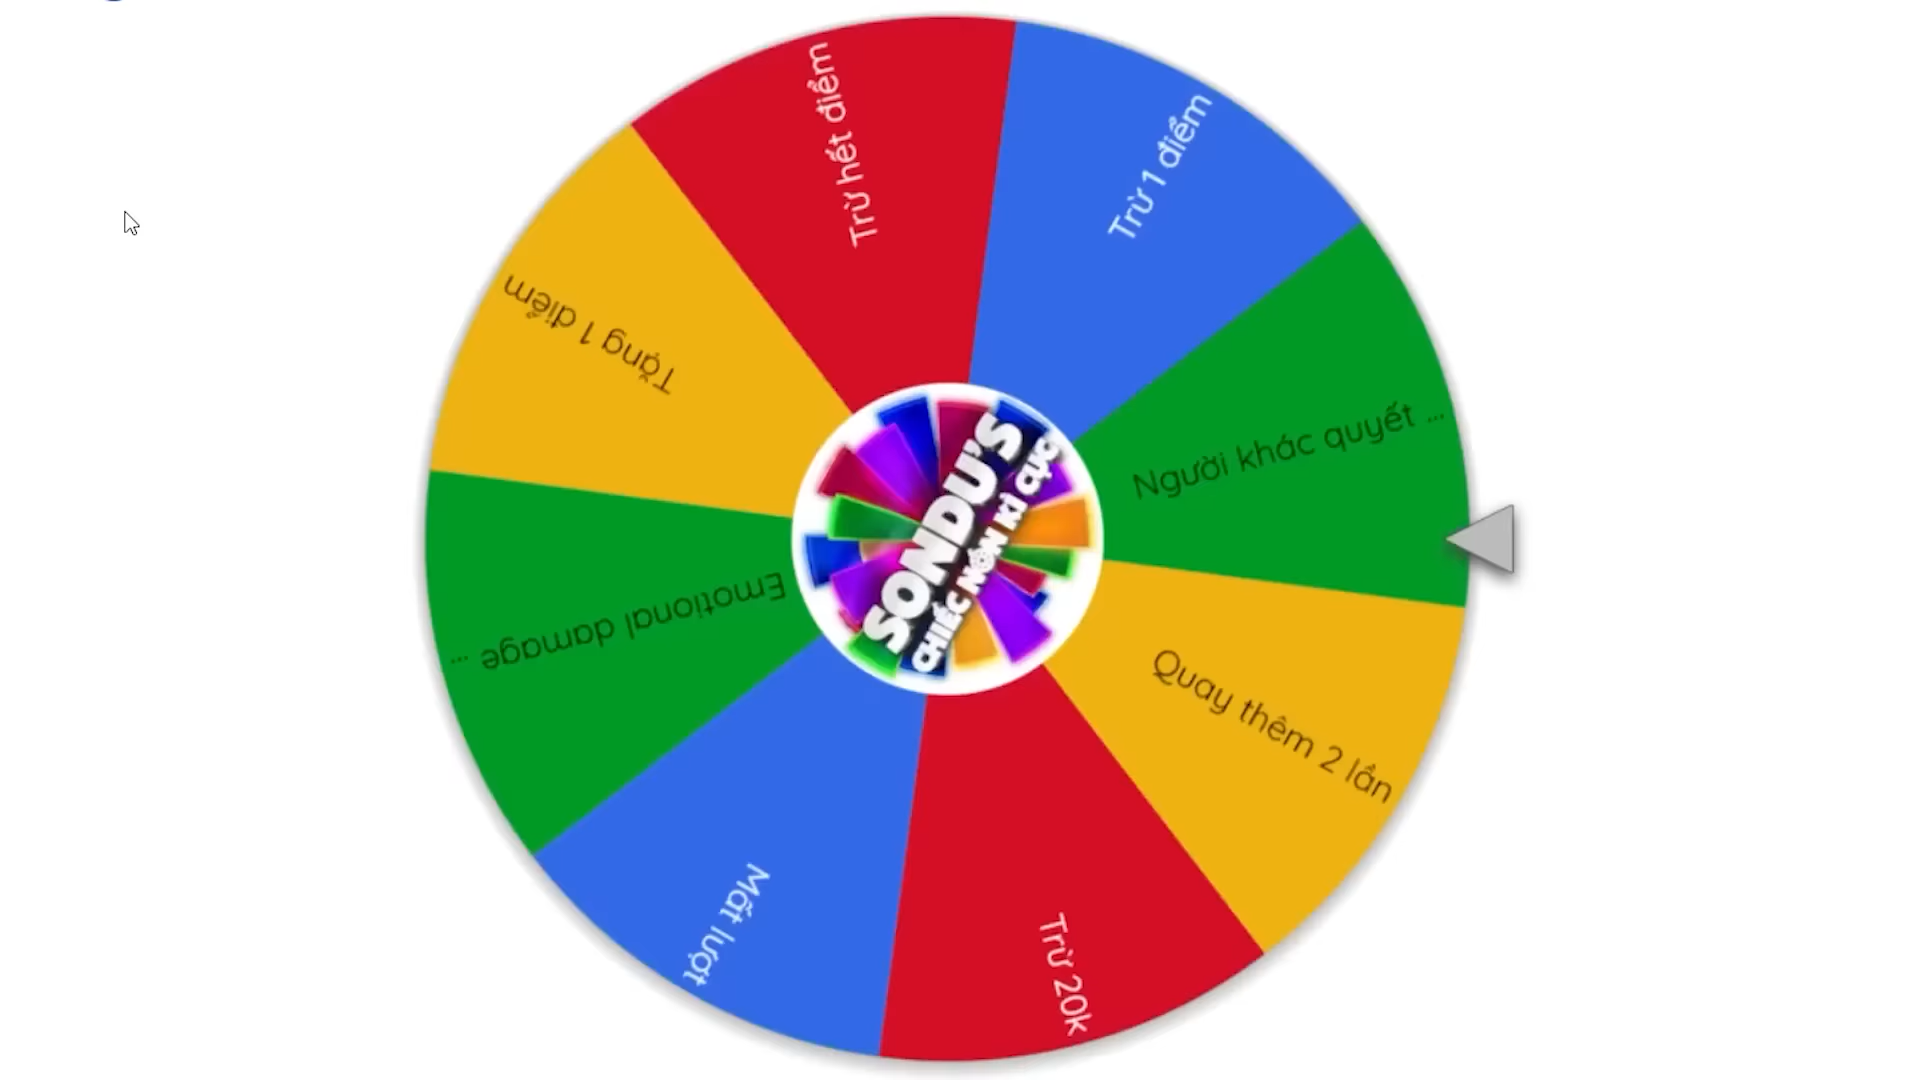 Trừ hết điểm
Trừ 1 điểm
Tặng 1 điểm
Người khác quyết ...
SONDU'S
CHIẾC NÓN KÌ CỤC
Emotional damage ...
Quay thêm 2 lần
Mất lượt
Trừ 20k